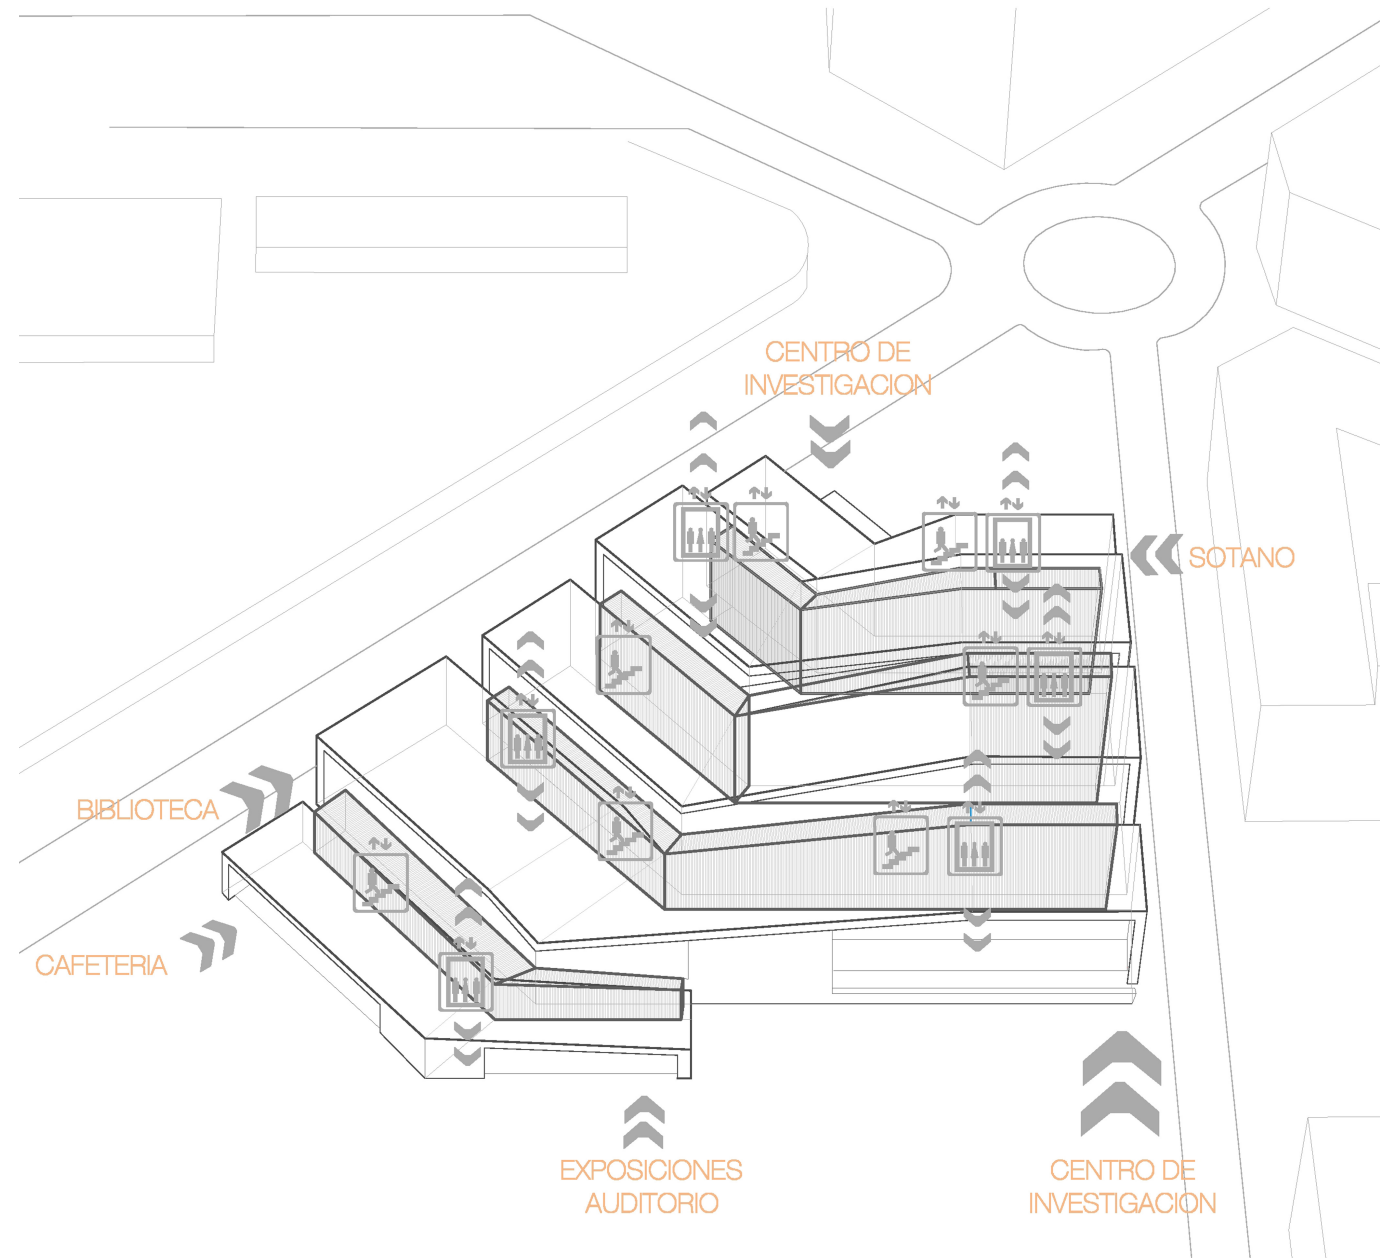 CENTRO DE
INVESTIGACION
SOTANO
BIBLIOTECA
CAFETERIA
EXPOSICIONES
AUDITORIO
CENTRO DE
INVESTIGACION